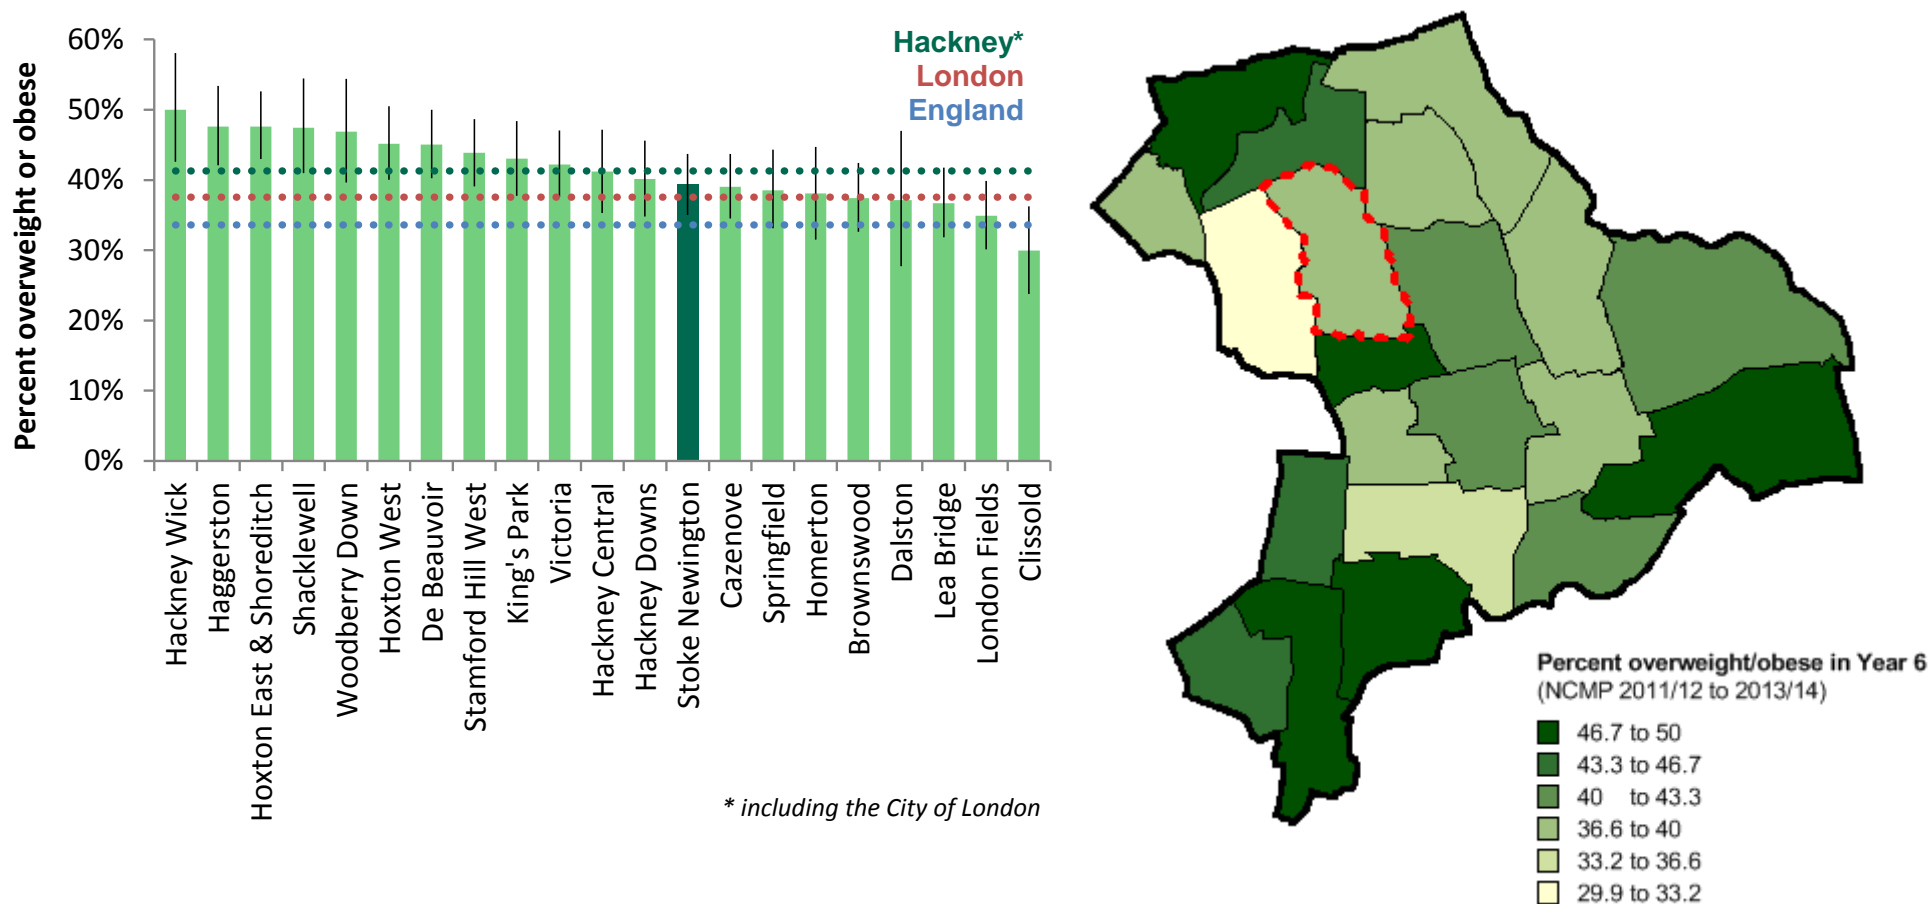 Percent overweight or obese
60%
50%
40%
30%
20%
10%
0%
Hackney*
London
England
Hackney Wick
Haggerston
Hoxton East & Shoreditch
Shacklewell
Woodberry Down
Hoxton West
De Beauvoir
Stamford Hill West
King's Park
Victoria
Hackney Central
Hackney Downs
Stoke Newington
Cazenove
Springfield
Homerton
Brownswood
Dalston
Lea Bridge
London Fields
Clissold
* including the City of London
Percent overweight/obese in Year 6
(NCMP 2011/12 to 2013/14)
46.7 to 50
43.3 to 46.7
40 to 43.3
36.6 to 40
33.2 to 36.6
29.9 to 33.2